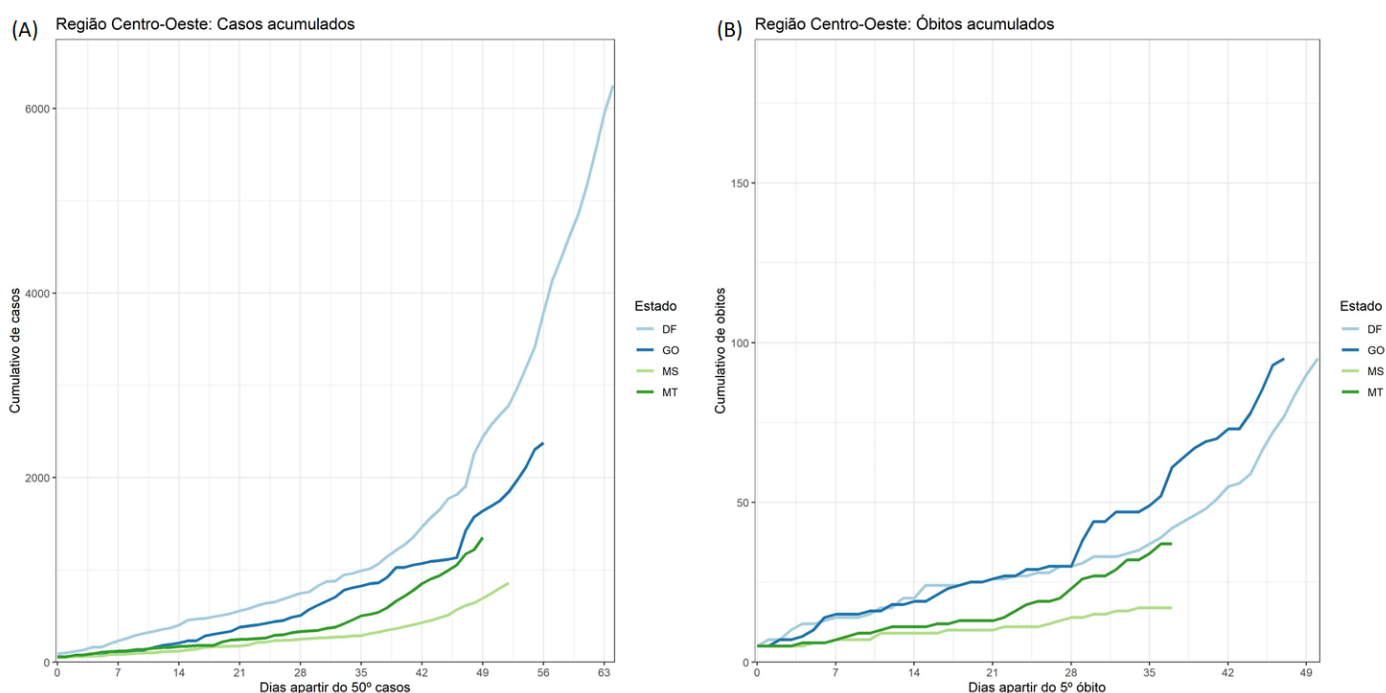 (A) Região Centro-Oeste: Casos acumulados
Cumulativo de casos
6000
4000
2000
0
0 7 14 21 28 35 42 49 56 63
Dias apartir do 50º casos
Estado
DF
GO
MS
MT
(B) Região Centro-Oeste: Óbitos acumulados
Cumulativo de obitos
150
100
50
0
0 7 14 21 28 35 42 49
Dias apartir do 5º óbito
Estado
DF
GO
MS
MT